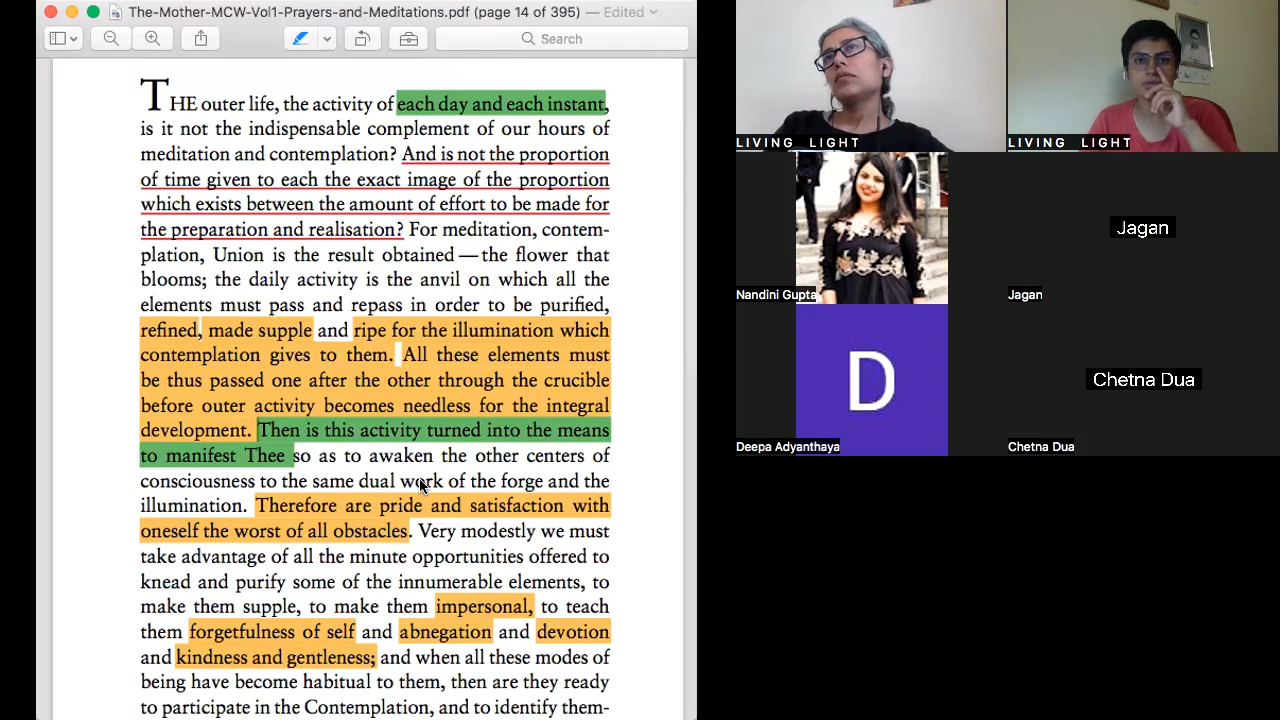 The-Mother-MCW-Vol1-Prayers-and-Meditations.pdf (page 14 of 395) — Edited
Search
THE outer life, the activity of each day and each instant,
is it not the indispensable complement of our hours of
meditation and contemplation? And is not the proportion
of time given to each the exact image of the proportion
which exists between the amount of effort to be made for
the preparation and realisation? For meditation, contem-
plation, Union is the result obtained — the flower that
blooms; the daily activity is the anvil on which all the
elements must pass and repass in order to be purified,
refined, made supple and ripe for the illumination which
contemplation gives to them. All these elements must
be thus passed one after the other through the crucible
before outer activity becomes needless for the integral
development. Then is this activity turned into the means
to manifest Thee so as to awaken the other centers of
consciousness to the same dual work of the forge and the
illumination. Therefore are pride and satisfaction with
oneself the worst of all obstacles. Very modestly we must
take advantage of all the minute opportunities offered to
knead and purify some of the innumerable elements, to
make them supple, to make them impersonal, to teach
them forgetfulness of self and abnegation and devotion
and kindness and gentleness; and when all these modes of
being have become habitual to them, then are they ready
to participate in the Contemplation, and to identify them-
LIVING LIGHT
LIVING LIGHT
Nandini Gupta
Jagan
Jagan
D
Deepa Adyanthaya
Chetna Dua
Chetna Dua